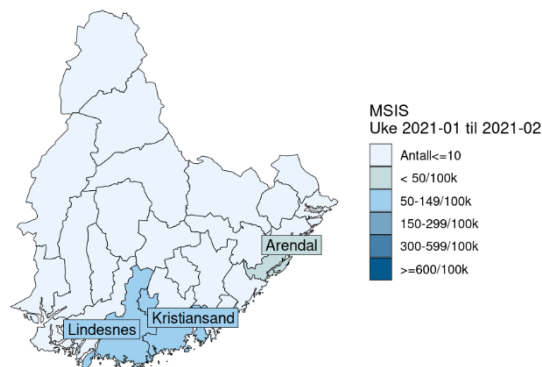 MSIS
Uke 2021-01 til 2021-02
Antall<=10
< 50/100k
50-149/100k
150-299/100k
300-599/100k
>=600/100k
Arendal
Kristiansand
Lindesnes